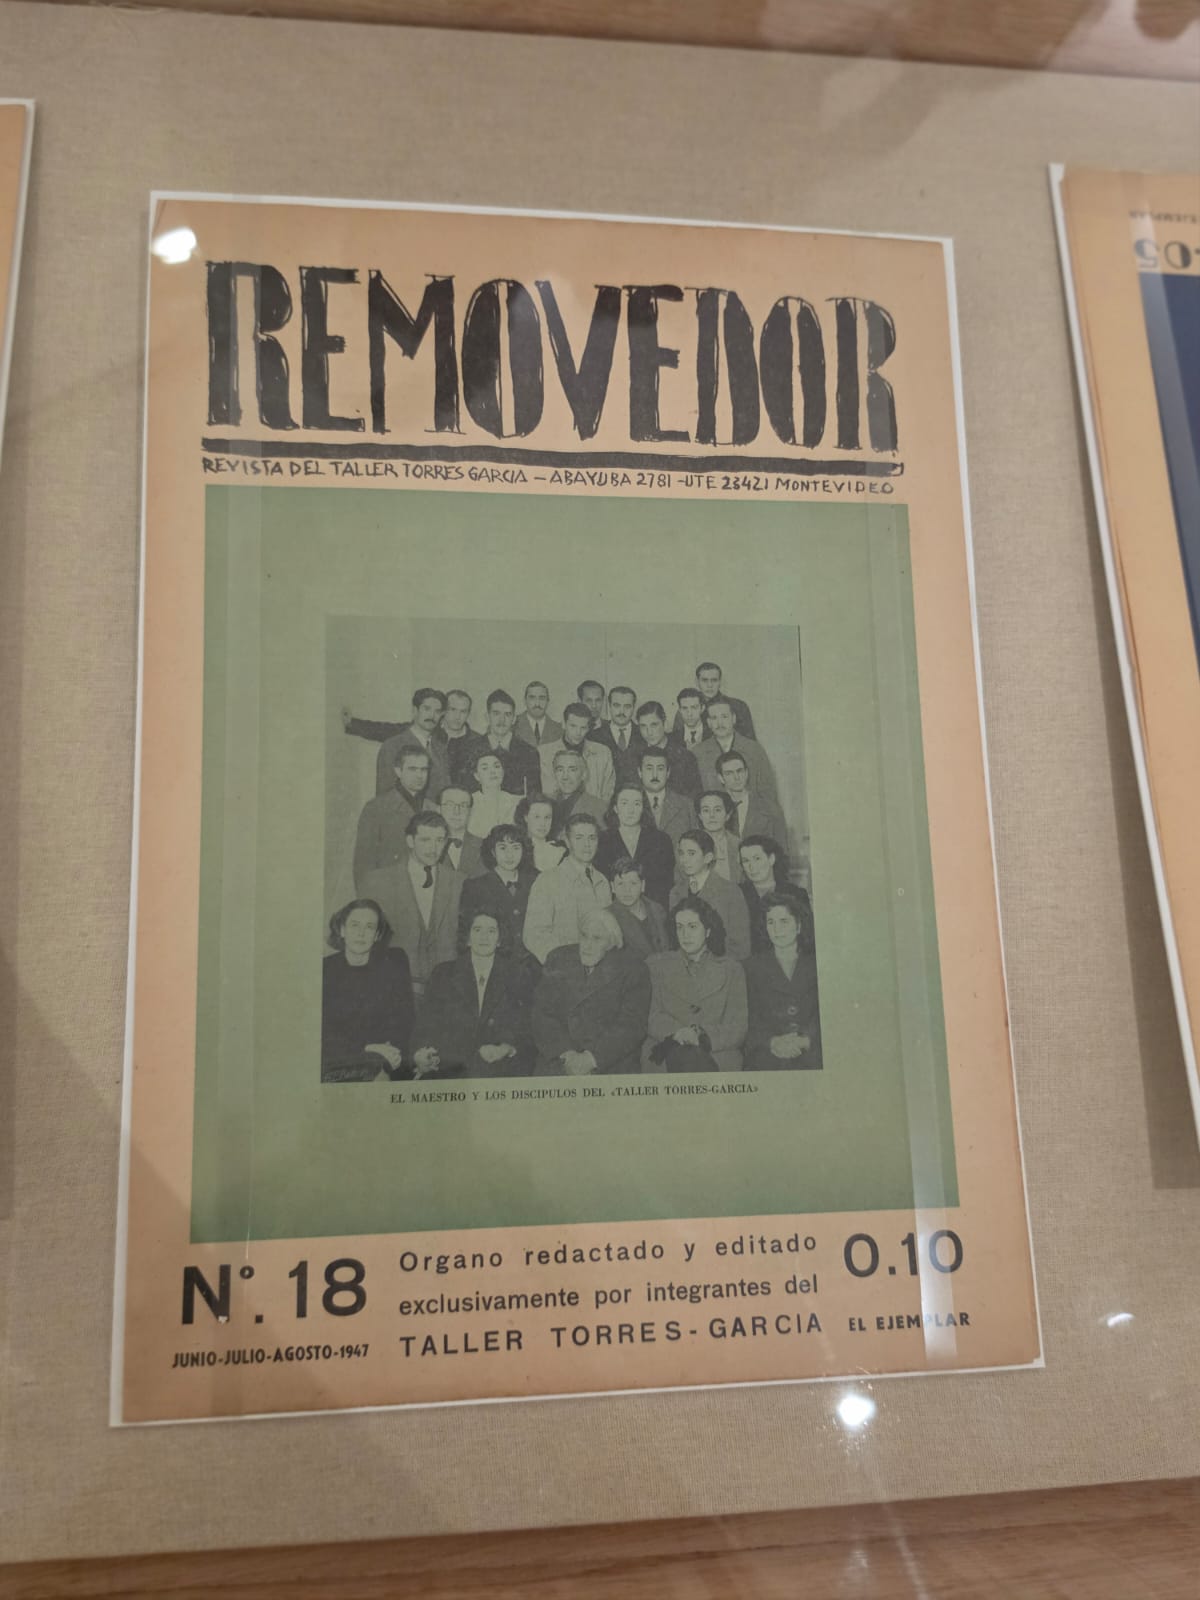 REMOVEDOR
REVISTA DEL TALLER TORRES GARCIA — ABAYUBA 2781 - UTE 23421 MONTEVIDEO
EL MAESTRO Y LOS DISCIPULOS DEL «TALLER TORRES-GARCIA»
Nº. 18
JUNIO-JULIO-AGOSTO-1947
Organo redactado y editado
exclusivamente por integrantes del
TALLER TORRES-GARCIA
0.10
EL EJEMPLAR
EJEMPLAR
05